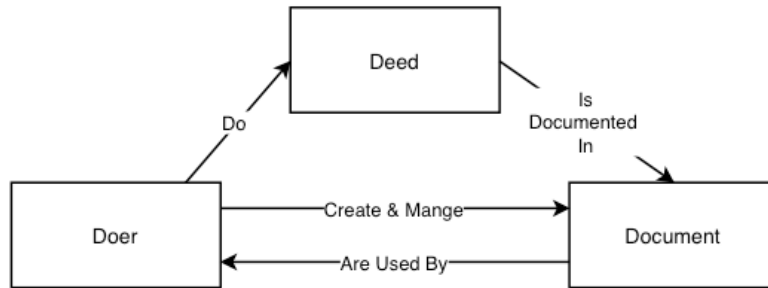 Deed
Do
Is
Documented
In
Doer
Create & Mange
Document
Are Used By